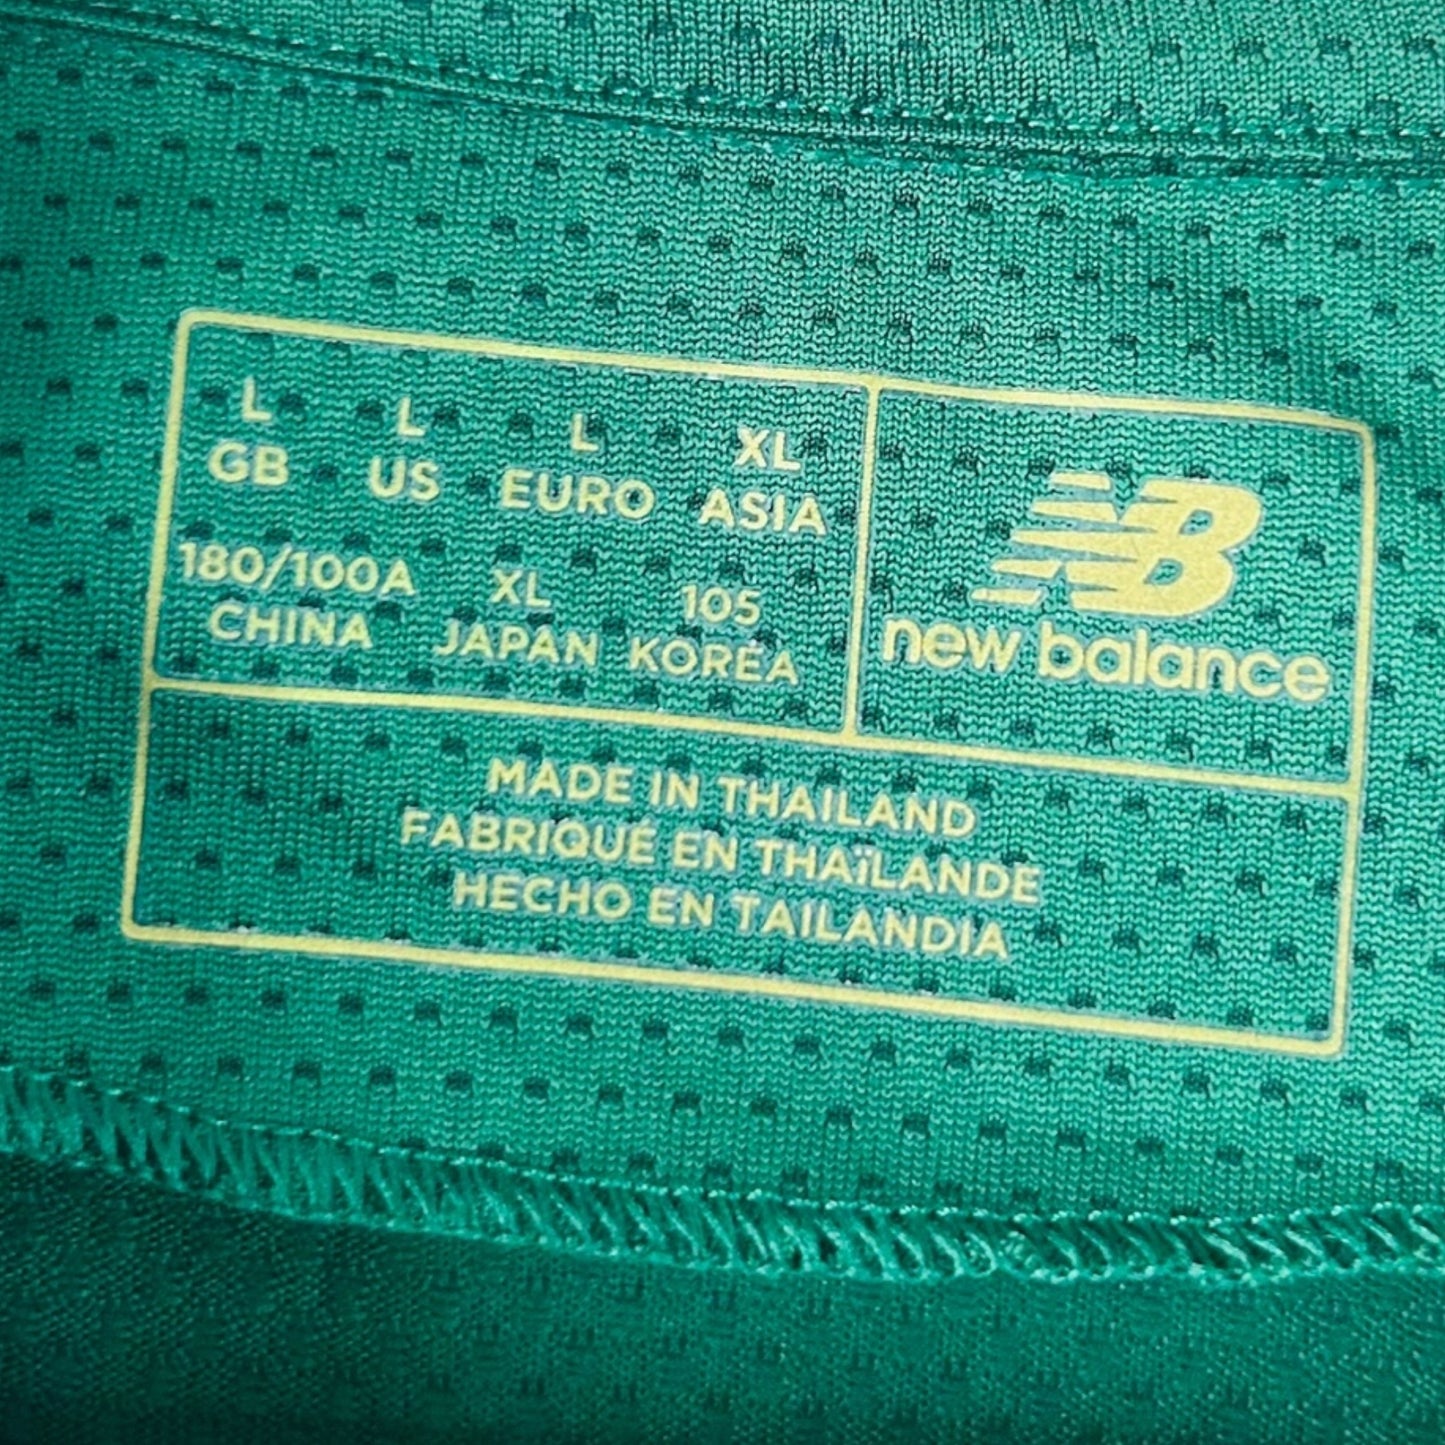 L L L XL
GB US EURO ASIA
180/100A XL 105
CHINA JAPAN KOREA
NB
new balance
MADE IN THAILAND
FABRIQUÉ EN THAÏLANDE
HECHO EN TAILANDIA